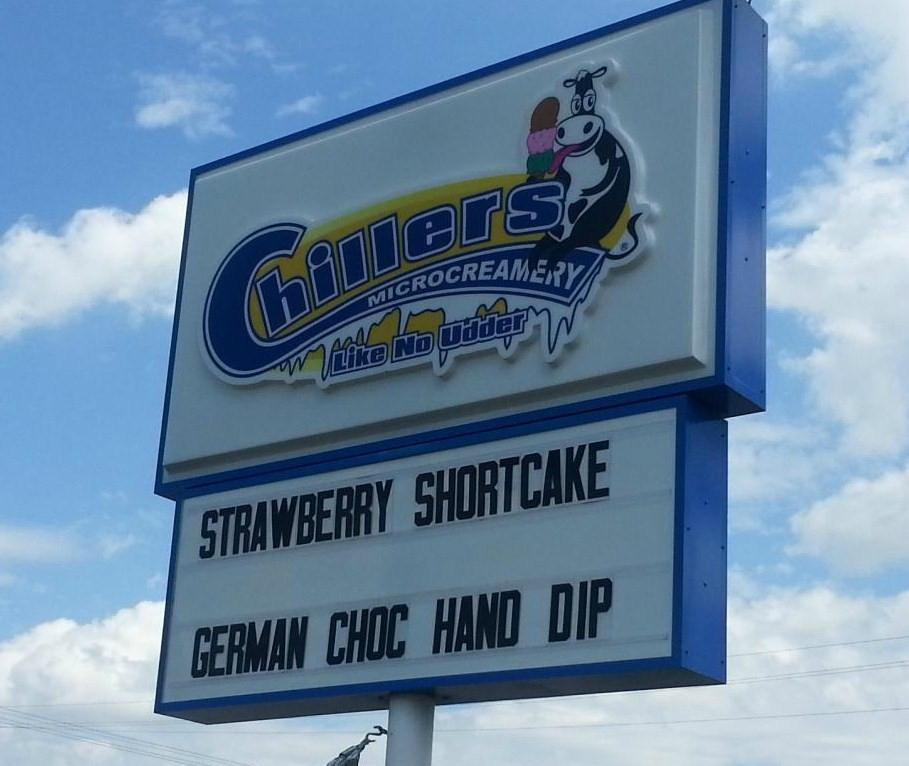 Chillers
MICROCREAMERY
Like No Udder
STRAWBERRY SHORTCAKE
GERMAN CHOC HAND DIP